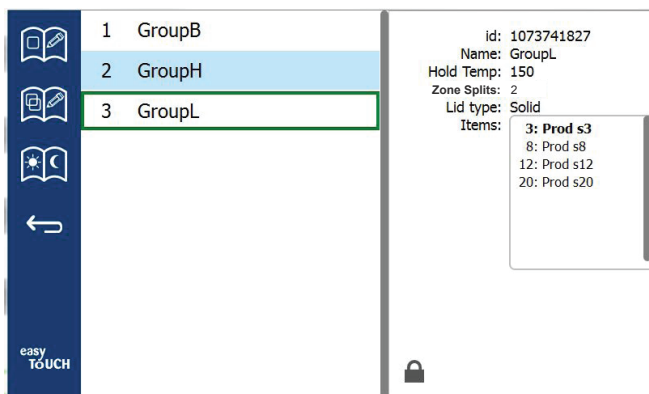 1 GroupB
2 GroupH
3 GroupL
easy
TOUCH
id: 1073741827
Name: GroupL
Hold Temp: 150
Zone Splits: 2
Lid type: Solid
Items:
3: Prod s3
8: Prod s8
12: Prod s12
20: Prod s20